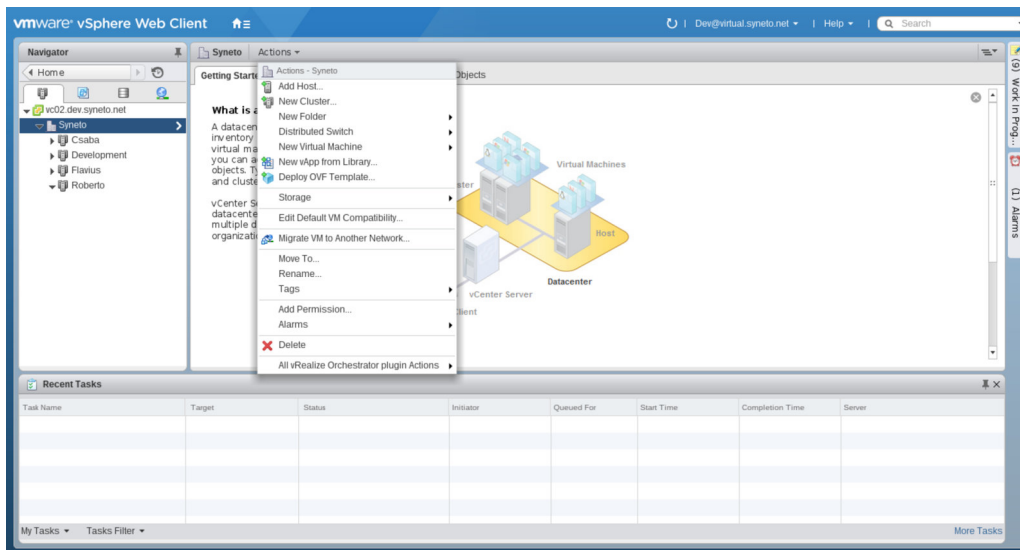 vmware® vSphere Web Client
Dev@virtual.syneto.net | Help | Search
Navigator
Home
vc02.dev.syneto.net
Syneto
Csaba
Development
Flavius
Roberto
Syneto Actions
Getting Starte
Objects
What is a
A datacen
inventory
virtual ma
you can a
objects. Ty
and cluste
vCenter S
datacente
multiple d
organizati
Actions - Syneto
Add Host...
New Cluster...
New Folder
Distributed Switch
New Virtual Machine
New vApp from Library...
Deploy OVF Template...
Storage
Edit Default VM Compatibility...
Migrate VM to Another Network...
Move To...
Rename...
Tags
Add Permission...
Alarms
Delete
All vRealize Orchestrator plugin Actions
Virtual Machines
ster
Host
Datacenter
vCenter Server
lient
(6) Work In Prog...
(1) Alarms
Recent Tasks
Task Name Target Status Initiator Queued For Start Time Completion Time Server
My Tasks Tasks Filter More Tasks